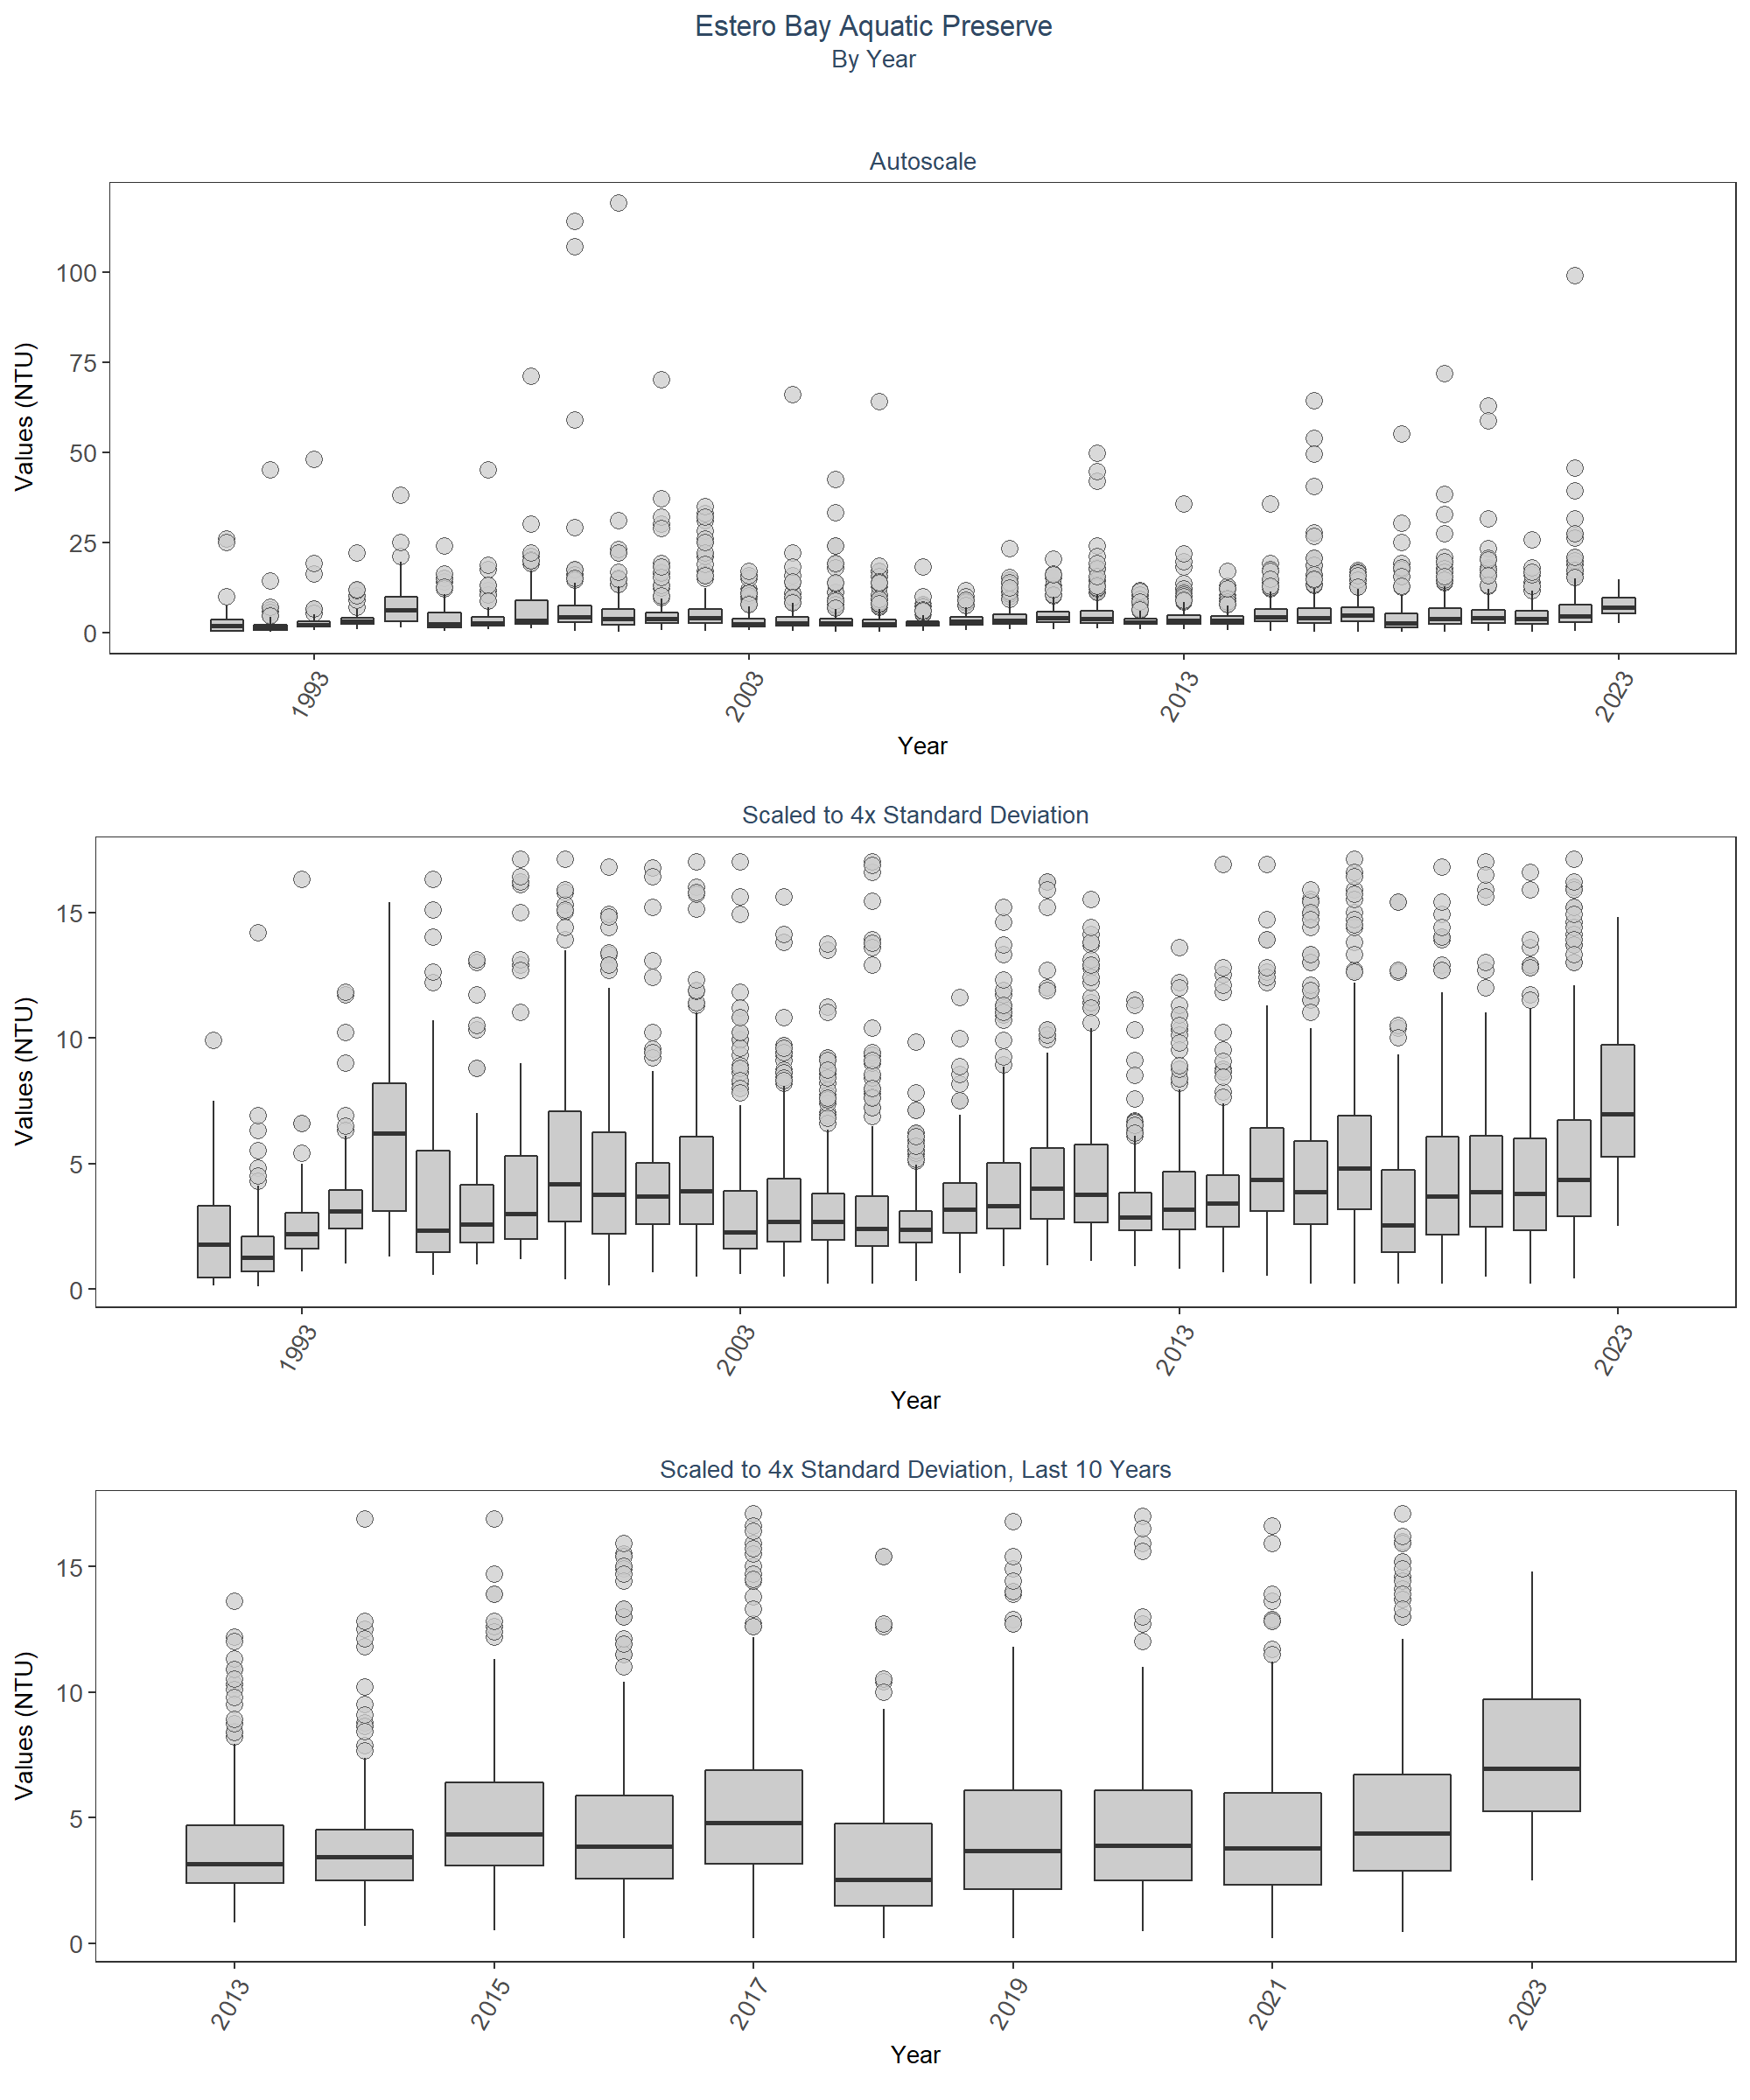 Estero Bay Aquatic Preserve
By Year
Autoscale
Values (NTU)
100
75
50
25
0
1993
2003
2013
2023
Year
Scaled to 4x Standard Deviation
Values (NTU)
15
10
5
0
1993
2003
2013
2023
Year
Scaled to 4x Standard Deviation, Last 10 Years
Values (NTU)
15
10
5
0
2013
2015
2017
2019
2021
2023
Year